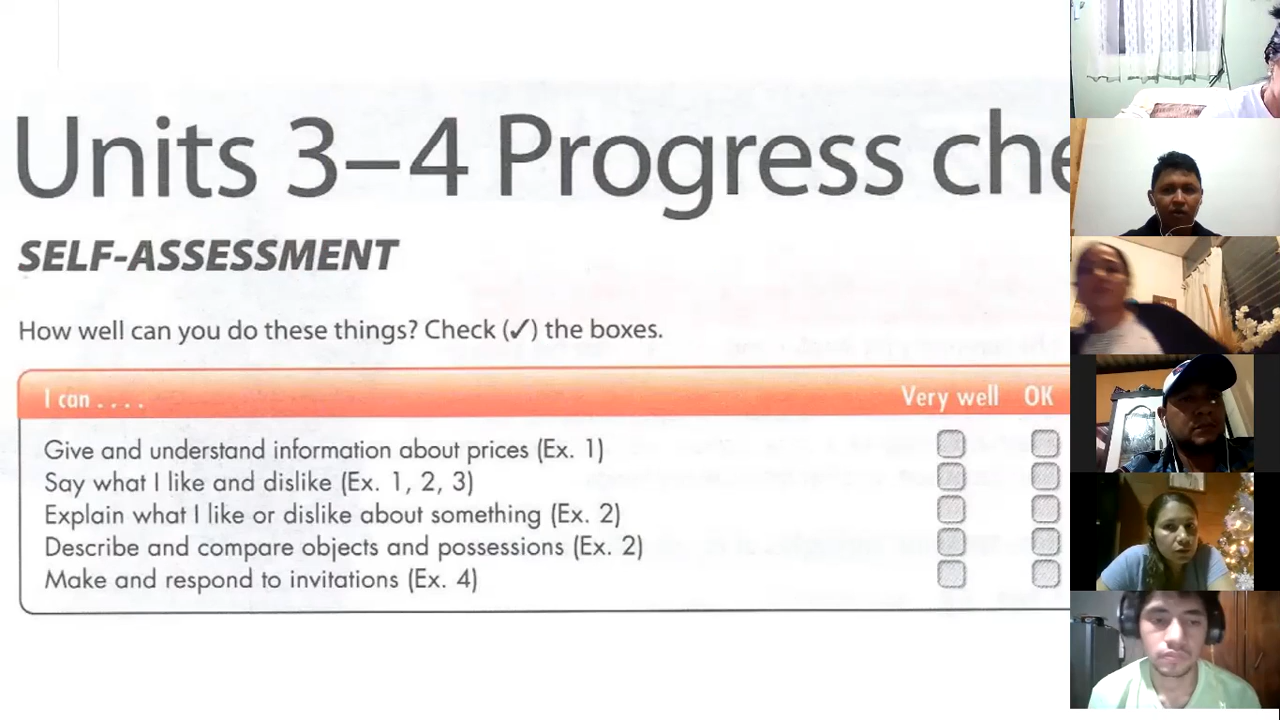 Units 3–4 Progress che
SELF-ASSESSMENT
How well can you do these things? Check (✓) the boxes.
I can . . . . Very well OK
Give and understand information about prices (Ex. 1)
Say what I like and dislike (Ex. 1, 2, 3)
Explain what I like or dislike about something (Ex. 2)
Describe and compare objects and possessions (Ex. 2)
Make and respond to invitations (Ex. 4)